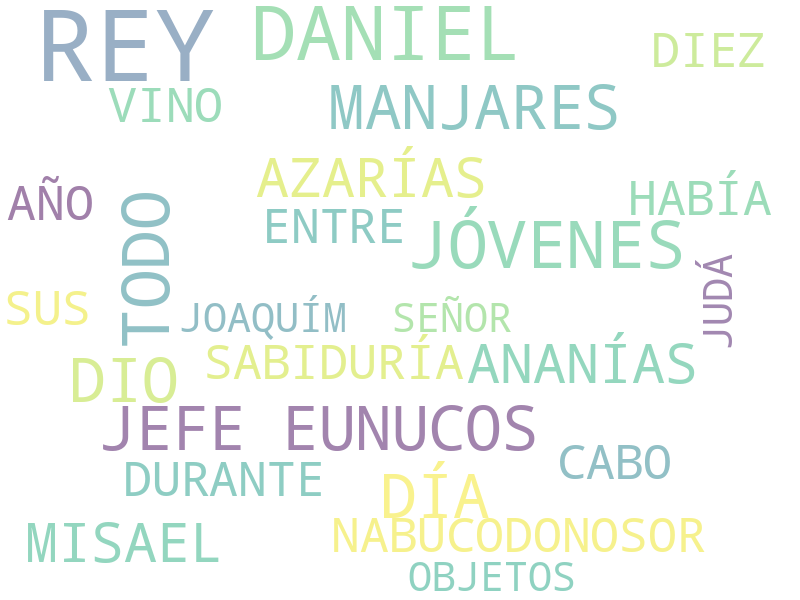 REY
DANIEL
DIEZ
VINO
MANJARES
AZARÍAS
AÑO
HABÍA
TODO
ENTRE
JÓVENES
JUDÁ
SUS
JOAQUÍM
SEÑOR
DIO
SABIDURÍA
ANANÍAS
JEFE EUNUCOS
CABO
DURANTE
DÍA
NABUCODONOSOR
MISAEL
OBJETOS